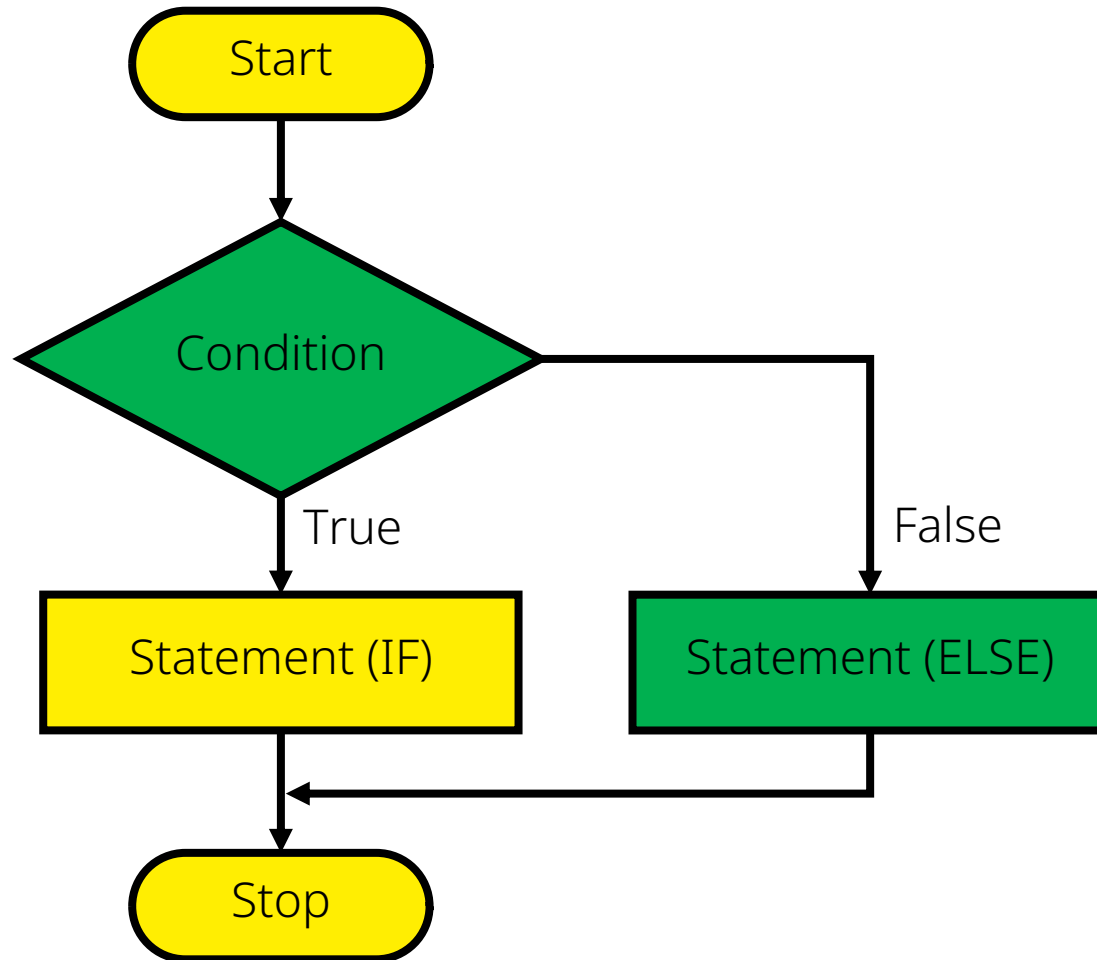 Start
Condition
True
False
Statement (IF)
Statement (ELSE)
Stop